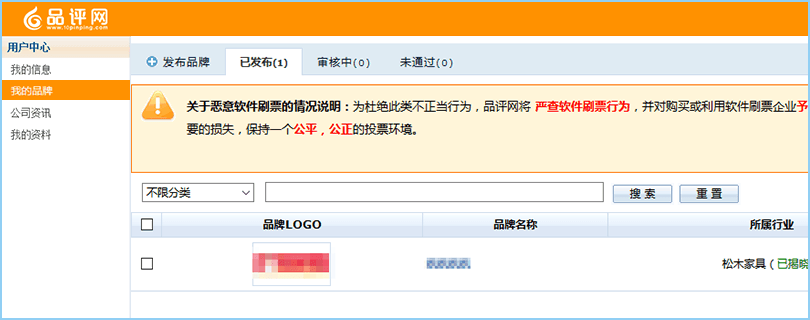 品评网
www.hipinping.com
用户中心
我的信息
我的品牌
公司资讯
我的资料
发布品牌
已发布(1)
审核中(0)
未通过(0)
关于恶意软件刷票的情况说明：为杜绝此类不正当行为，品评网将 严查软件刷票行为，并对购买或利用软件刷票企业予
要的损失，保持一个公平，公正的投票环境。
不限分类
搜 索
重 置
品牌LOGO
品牌名称
所属行业
松木家具（已揭晓